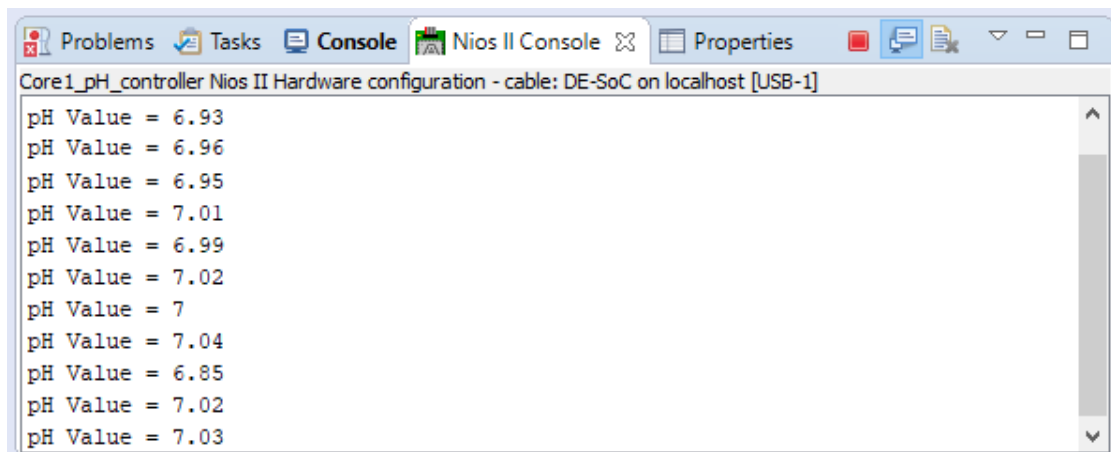 Problems Tasks Console Nios II Console Properties
Core1_pH_controller Nios II Hardware configuration - cable: DE-SoC on localhost [USB-1]
pH Value = 6.93
pH Value = 6.96
pH Value = 6.95
pH Value = 7.01
pH Value = 6.99
pH Value = 7.02
pH Value = 7
pH Value = 7.04
pH Value = 6.85
pH Value = 7.02
pH Value = 7.03